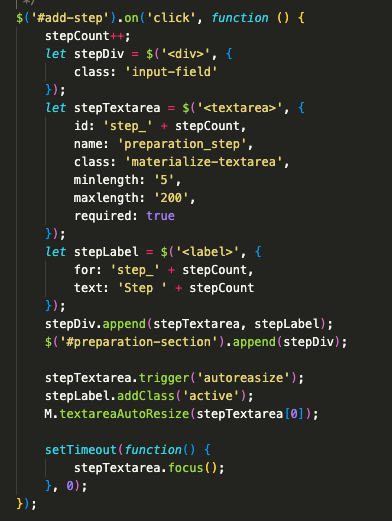 */
$('#add-step').on('click', function () {
stepCount++;
let stepDiv = $('<div>', {
class: 'input-field'
});
let stepTextarea = $('<textarea>', {
id: 'step_' + stepCount,
name: 'preparation_step',
class: 'materialize-textarea',
minlength: '5',
maxlength: '200',
required: true
});
let stepLabel = $('<label>', {
for: 'step_' + stepCount,
text: 'Step ' + stepCount
});
stepDiv.append(stepTextarea, stepLabel);
$('#preparation-section').append(stepDiv);
stepTextarea.trigger('autoreasize');
stepLabel.addClass('active');
M.textareaAutoResize(stepTextarea[0]);
setTimeout(function() {
stepTextarea.focus();
}, 0);
});